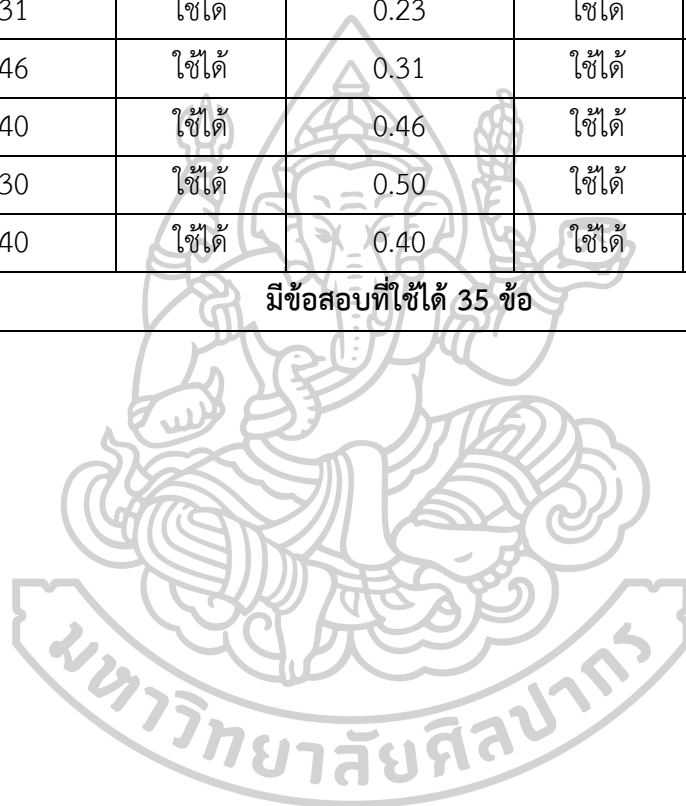 31 ใช้ได้ 0.23 ใช้ได้
46 ใช้ได้ 0.31 ใช้ได้
40 ใช้ได้ 0.46 ใช้ได้
30 ใช้ได้ 0.50 ใช้ได้
40 ใช้ได้ 0.40 ใช้ได้
มีข้อสอบที่ใช้ได้ 35 ข้อ
มหาวิทยาลัยศิลปากร